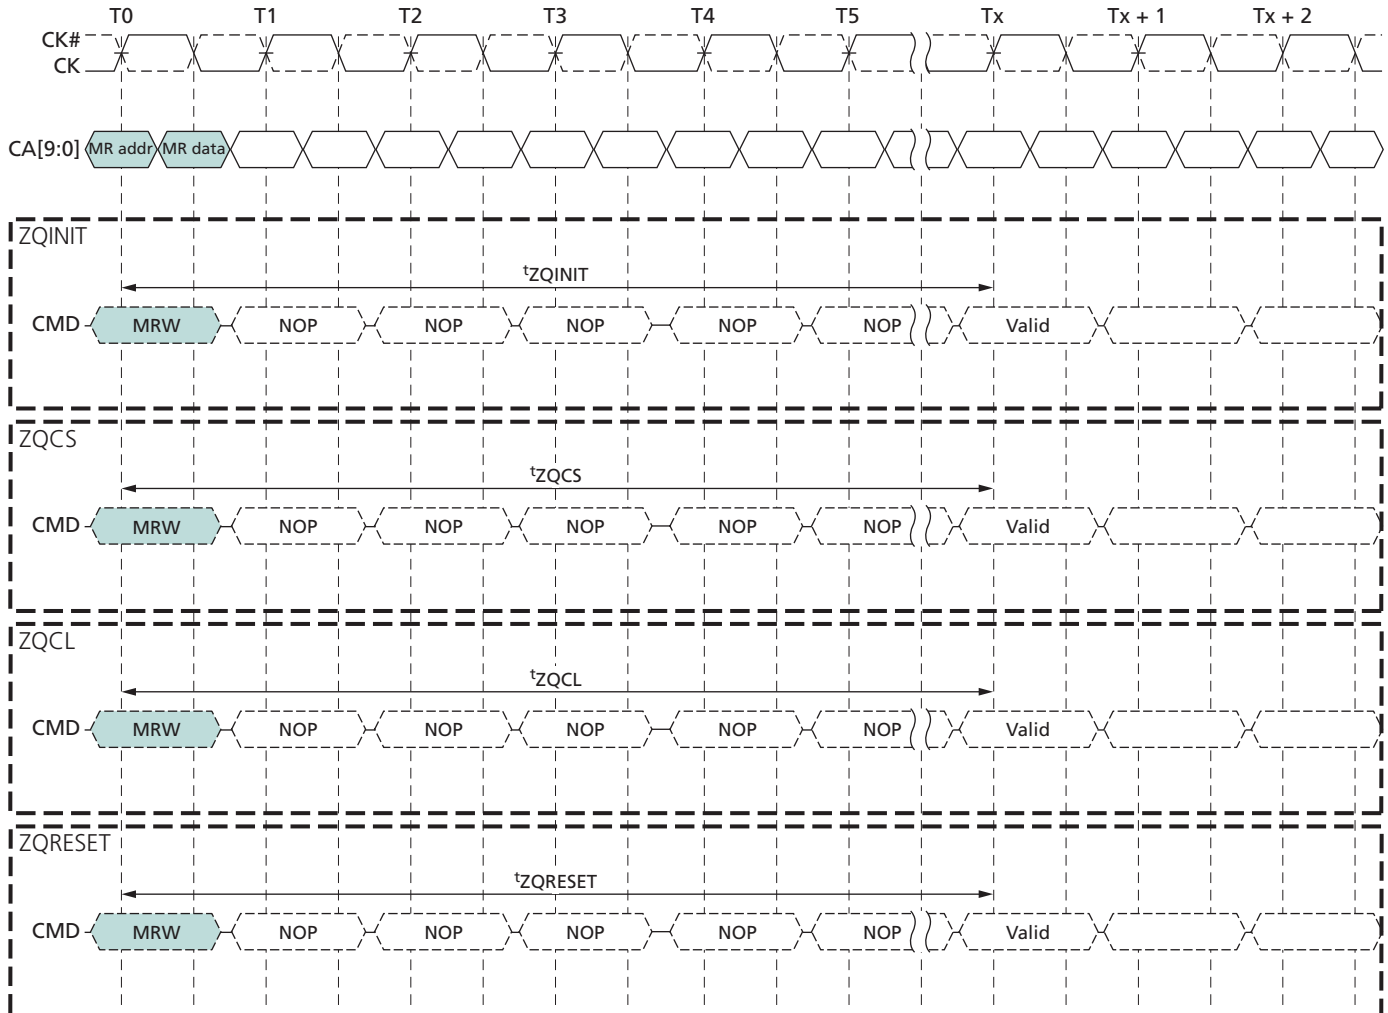 T0 T1 T2 T3 T4 T5 Tx Tx + 1 Tx + 2
CK#
CK
CA[9:0] MR addr MR data
ZQINIT
tZQINIT
CMD MRW NOP NOP NOP NOP NOP Valid
ZQCS
tZQCS
CMD MRW NOP NOP NOP NOP NOP Valid
ZQCL
tZQCL
CMD MRW NOP NOP NOP NOP NOP Valid
ZQRESET
tZQRESET
CMD MRW NOP NOP NOP NOP NOP Valid